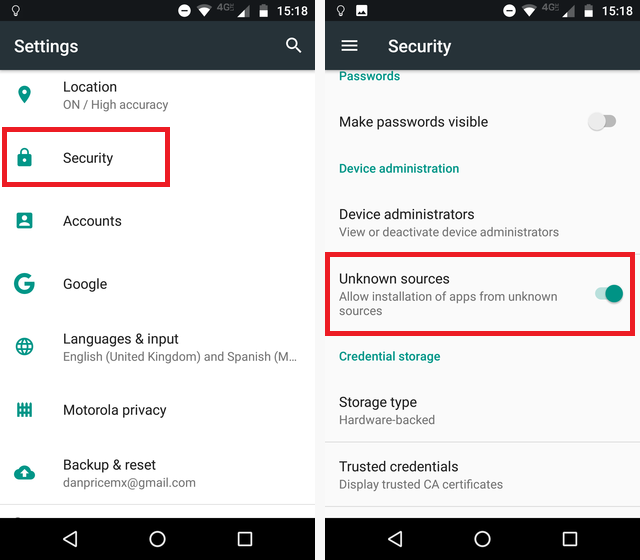 4G 15:18
Settings
Location
ON / High accuracy
Security
Accounts
Google
Languages & input
English (United Kingdom) and Spanish (M...
Motorola privacy
Backup & reset
danpricemx@gmail.com
4G 15:18
Security
Passwords
Make passwords visible
Device administration
Device administrators
View or deactivate device administrators
Unknown sources
Allow installation of apps from unknown
sources
Credential storage
Storage type
Hardware-backed
Trusted credentials
Display trusted CA certificates